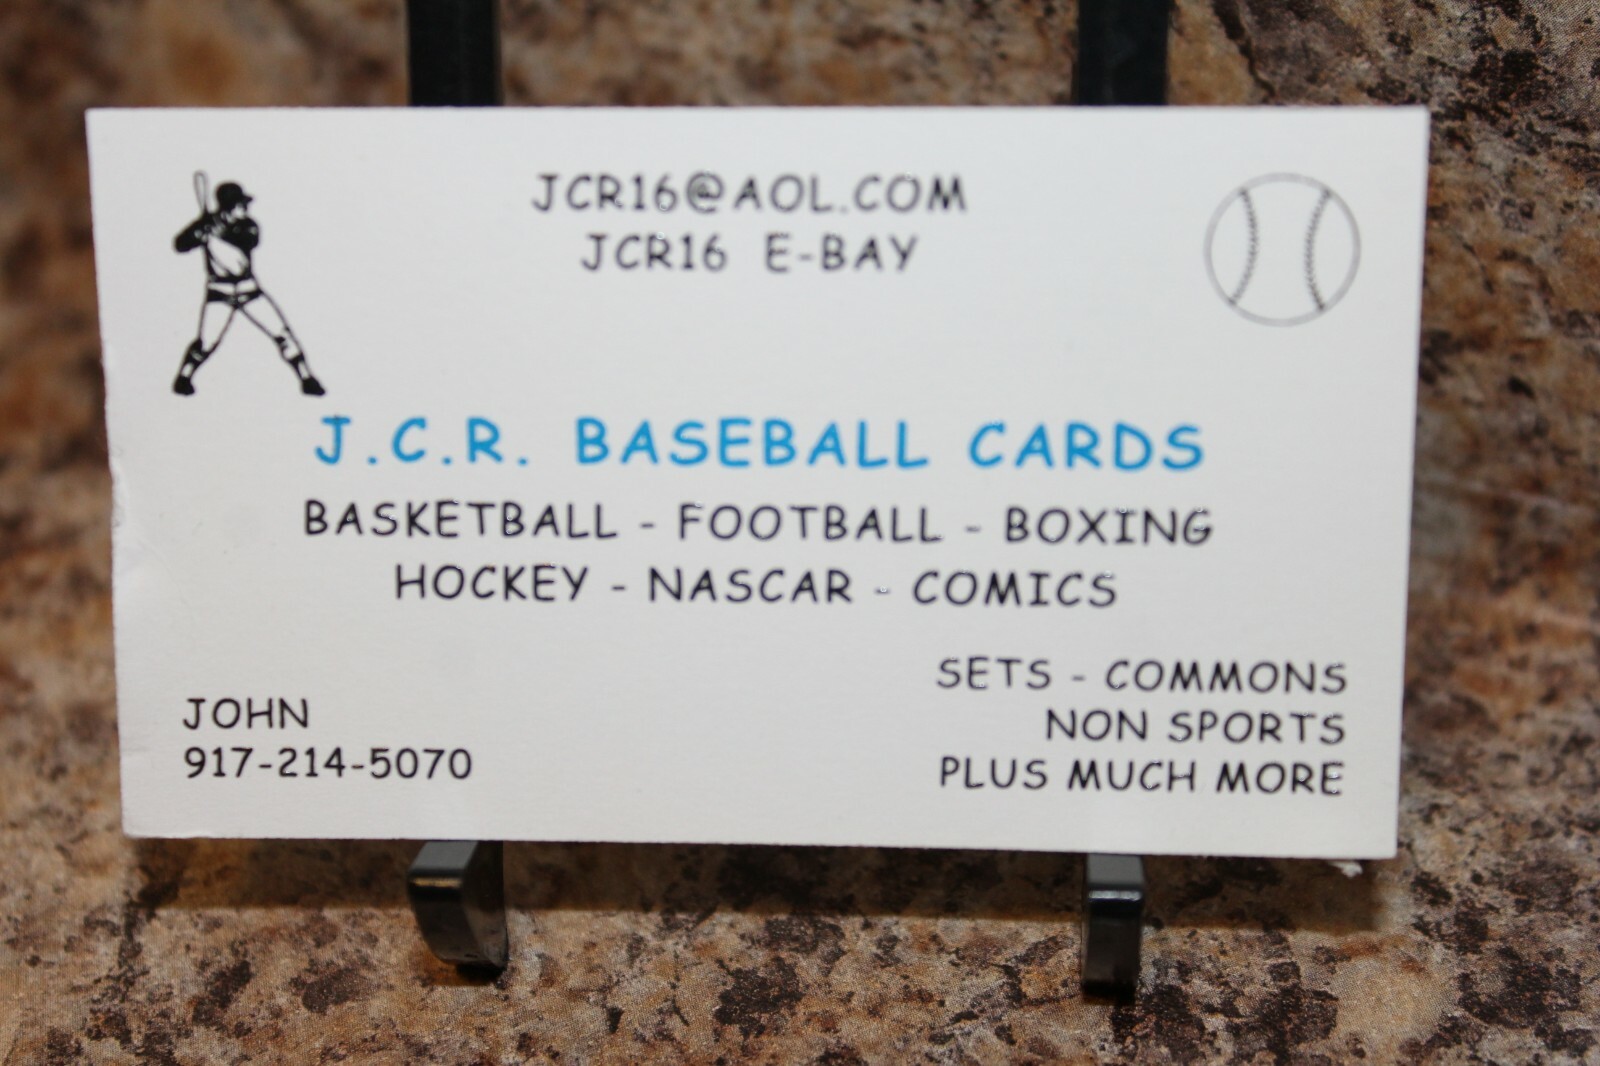 JCR16@AOL.COM
JCR16 E-BAY
J.C.R. BASEBALL CARDS
BASKETBALL - FOOTBALL - BOXING
HOCKEY - NASCAR - COMICS
SETS - COMMONS
NON SPORTS
PLUS MUCH MORE
JOHN
917-214-5070